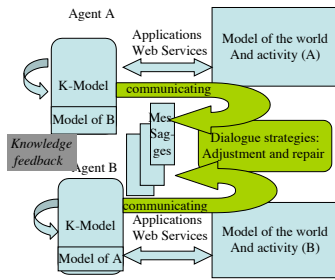 Agent A
Applications
Web Services
Model of the world
And activity (A)
K-Model
Model of B
communicating
Mes
Sag-
ges
Knowledge
feedback
Dialogue strategies:
Adjustment and repair
Agent B
K-Model
Model of A
communicating
Applications
Web Services
Model of the world
And activity (B)